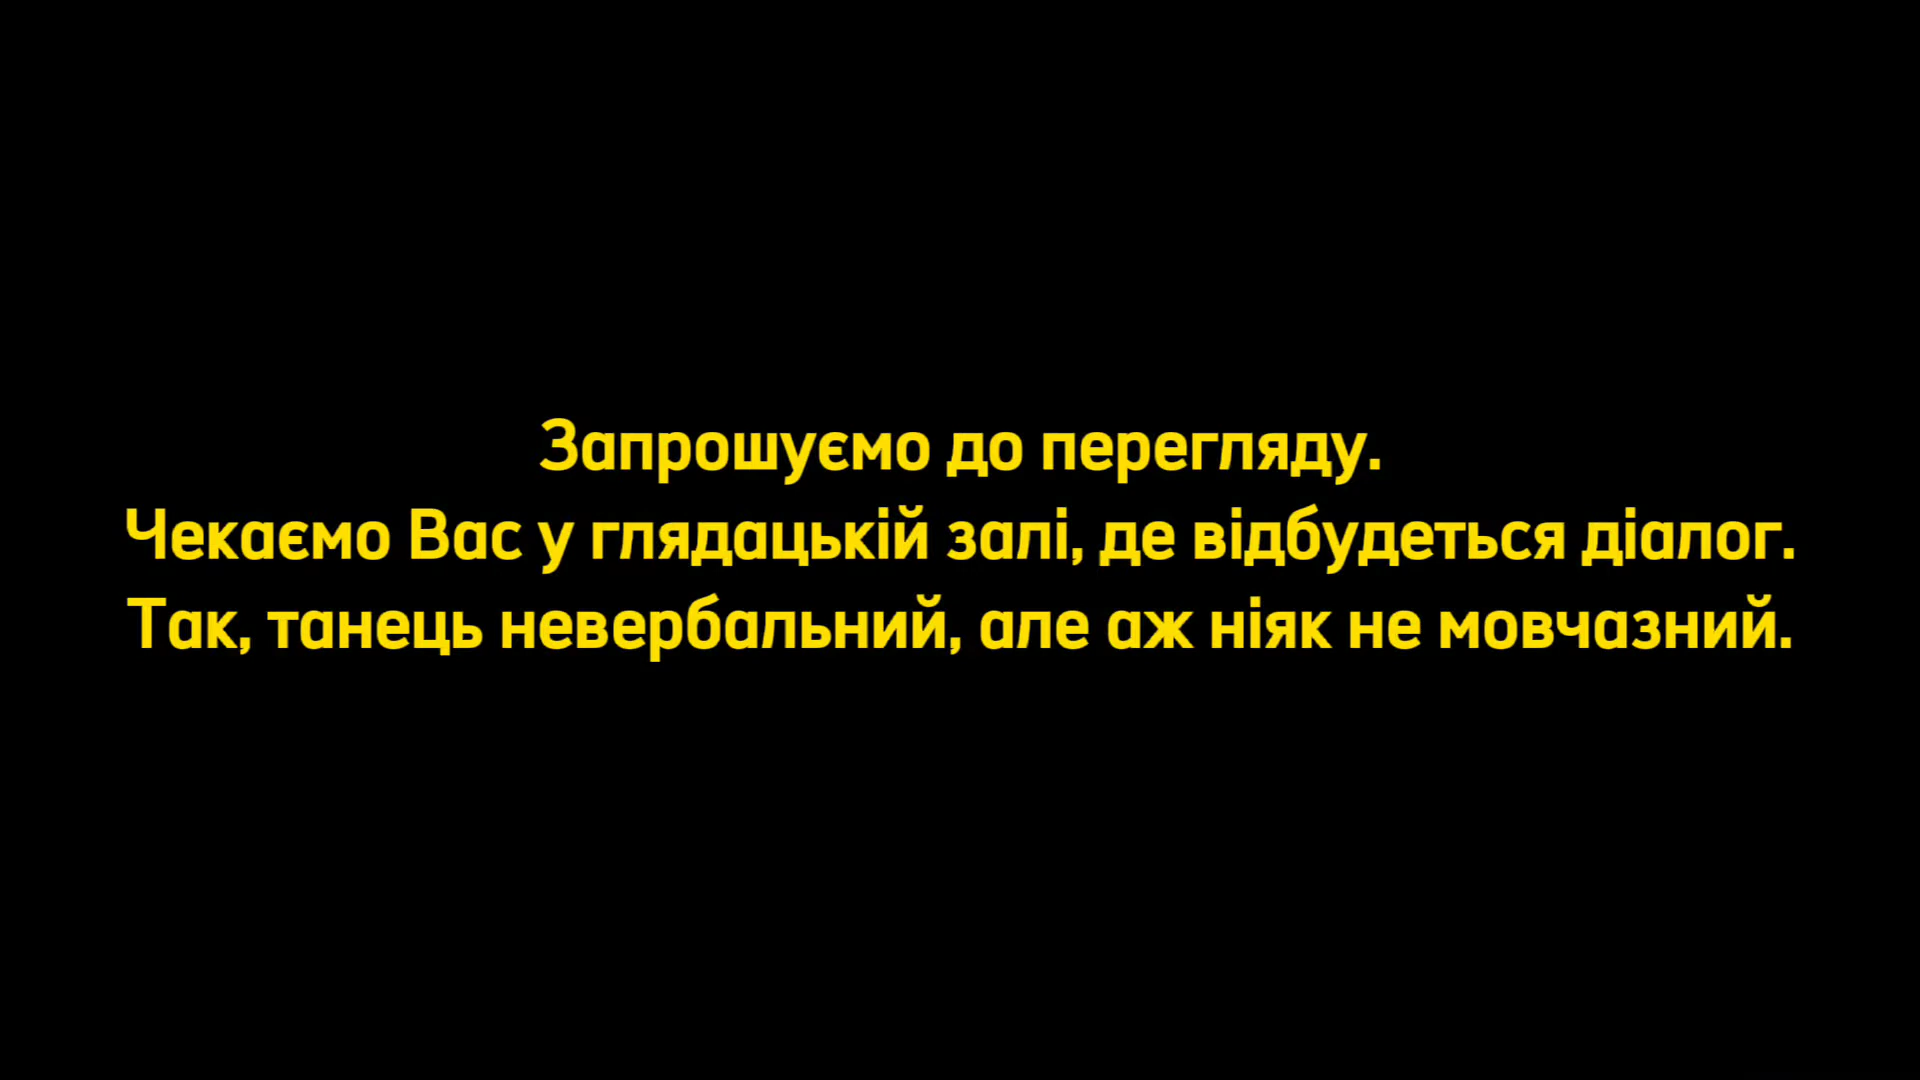 Запрошуємо до перегляду.
Чекаємо Вас у глядацькій залі, де відбудеться діалог.
Так, танець невербальний, але аж ніяк не мовчазний.